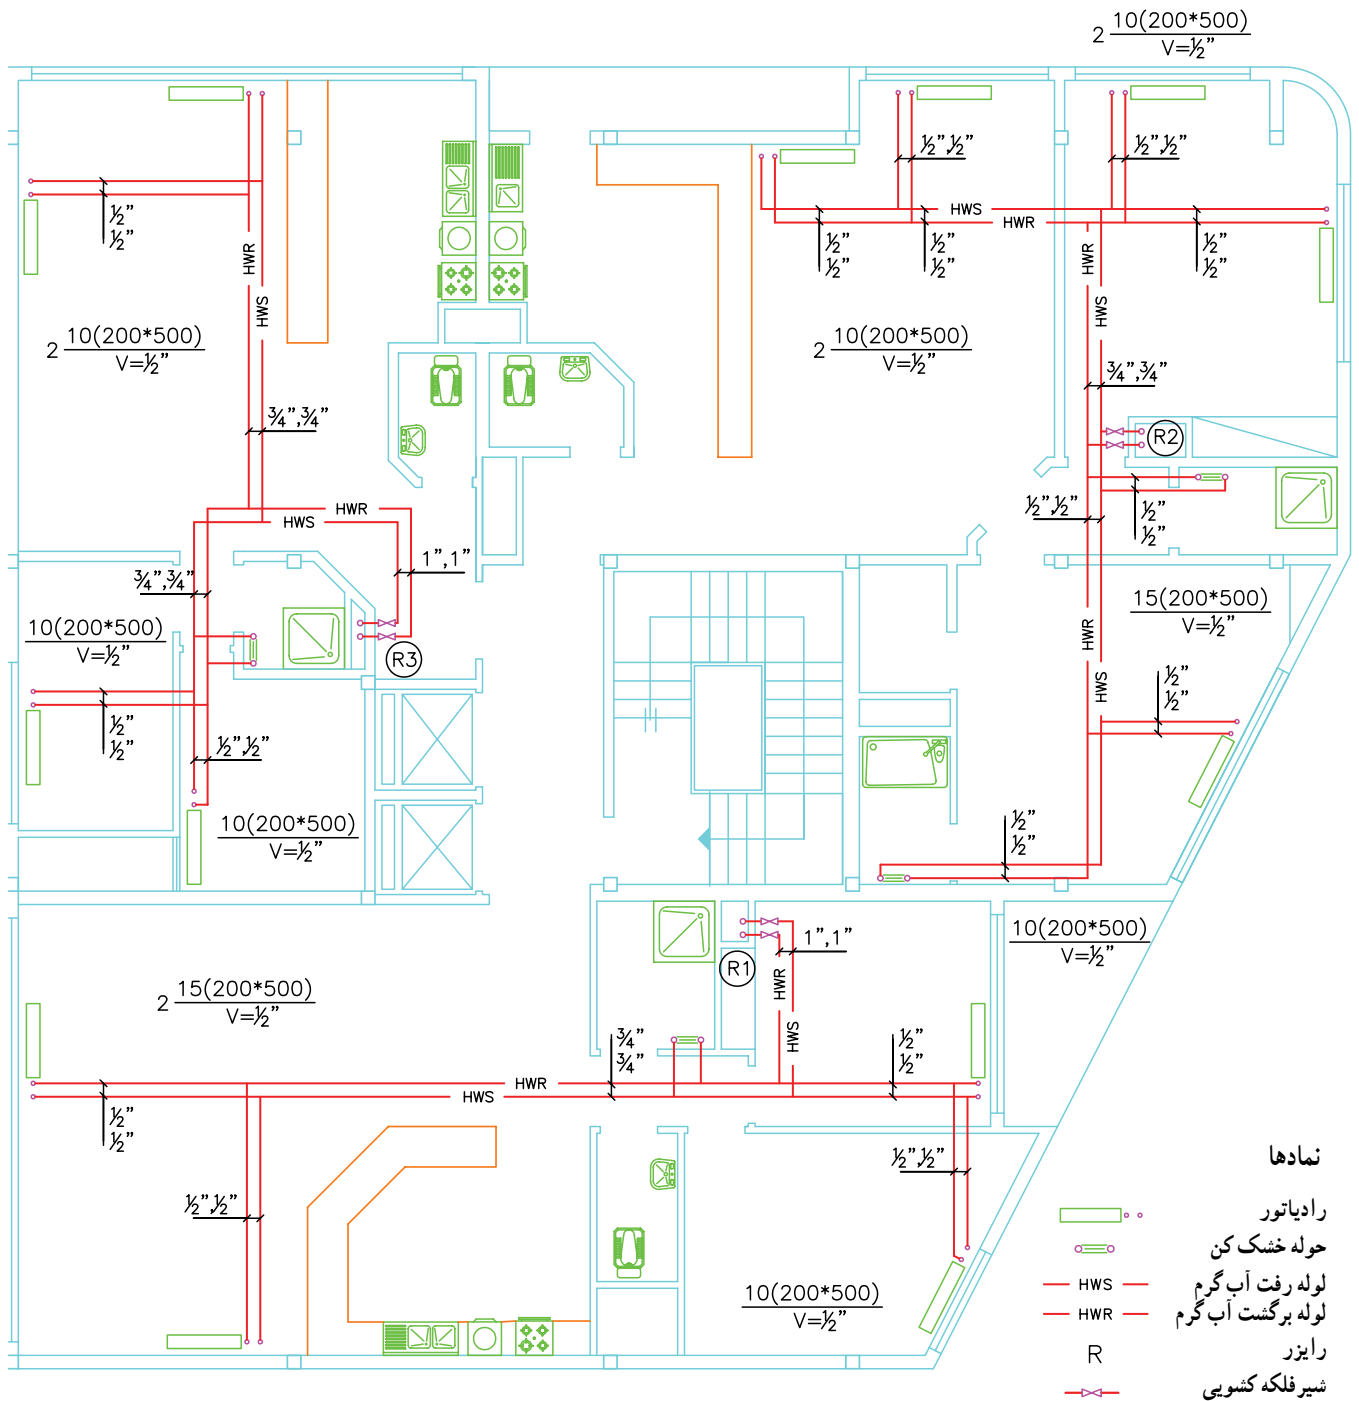 2 10(200*500)
V=½”
½”,½”
½”,½”
HWS
HWR
½”
½”
½”
½”
½”
½”
½”
½”
HWR
HWS
HWR
HWS
2 10(200*500)
V=½”
2 10(200*500)
V=½”
¾”,¾”
¾”,¾”
R2
½”,½”
½”
½”
HWR
HWS
1”,1”
¾”,¾”
10(200*500)
V=½”
15(200*500)
V=½”
R3
HWR
HWS
½”
½”
½”
½”
½”,½”
10(200*500)
V=½”
½”
½”
10(200*500)
V=½”
1”,1”
R1
HWR
HWS
2 15(200*500)
V=½”
¾”
¾”
½”
½”
HWR
HWS
½”
½”
½”,½”
½”,½”
10(200*500)
V=½”
نمادها
رادیاتور
حوله خشک کن
HWS لوله رفت آب گرم
HWR لوله برگشت آب گرم
R رایزر
شیرفلکه کشویی